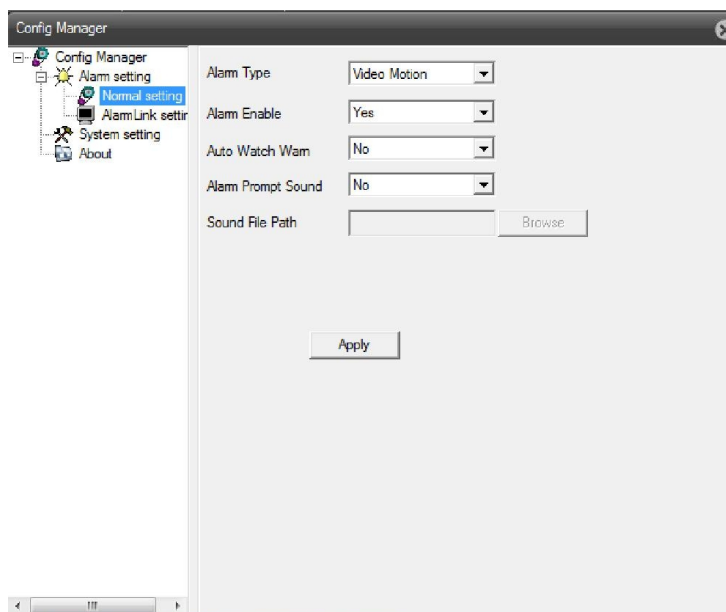 Config Manager
Config Manager
Alarm setting
Normal setting
AlarmLink settir
System setting
About
Alarm Type Video Motion
Alarm Enable Yes
Auto Watch Warn No
Alarm Prompt Sound No
Sound File Path Browse
Apply